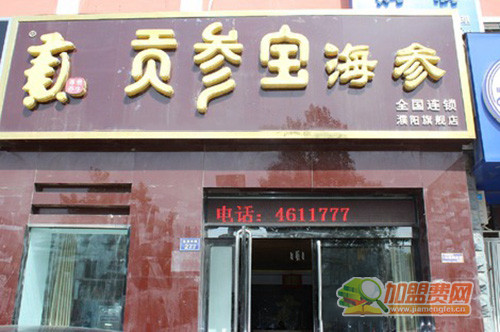 贡参宝海参
全国连锁
濮阳旗舰店
电话：4611777
277
加盟费网
www.jiamengfei.com